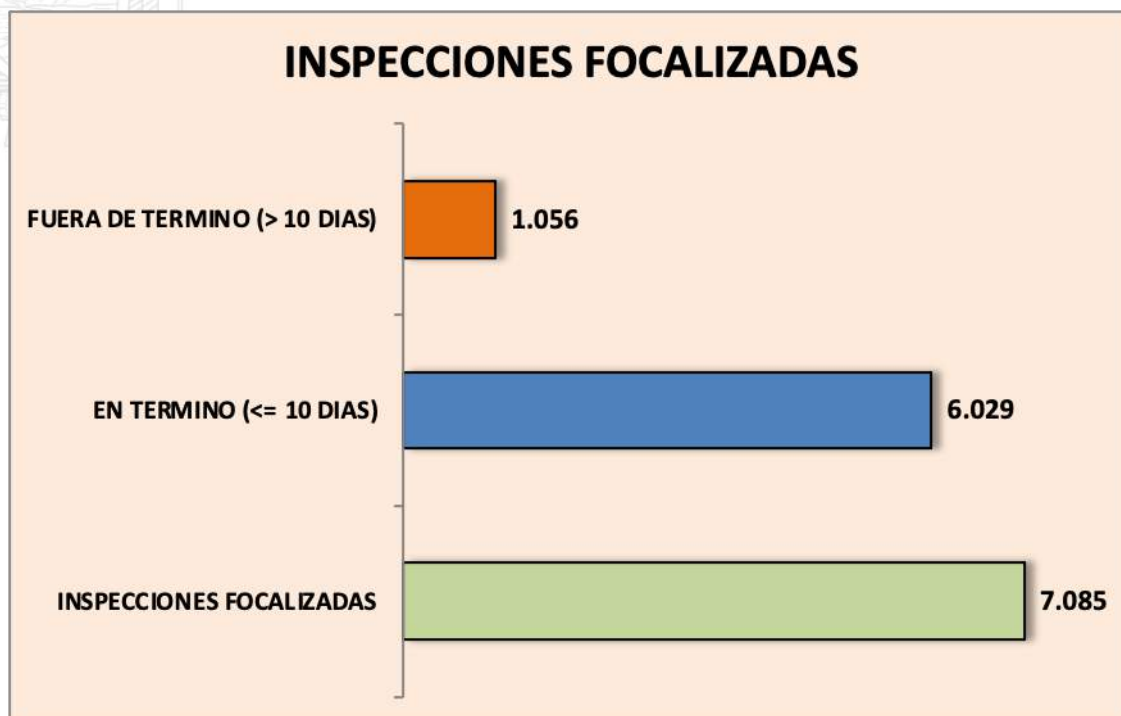 INSPECCIONES FOCALIZADAS
FUERA DE TERMINO (> 10 DIAS)
1.056
EN TERMINO (<= 10 DIAS)
6.029
INSPECCIONES FOCALIZADAS
7.085